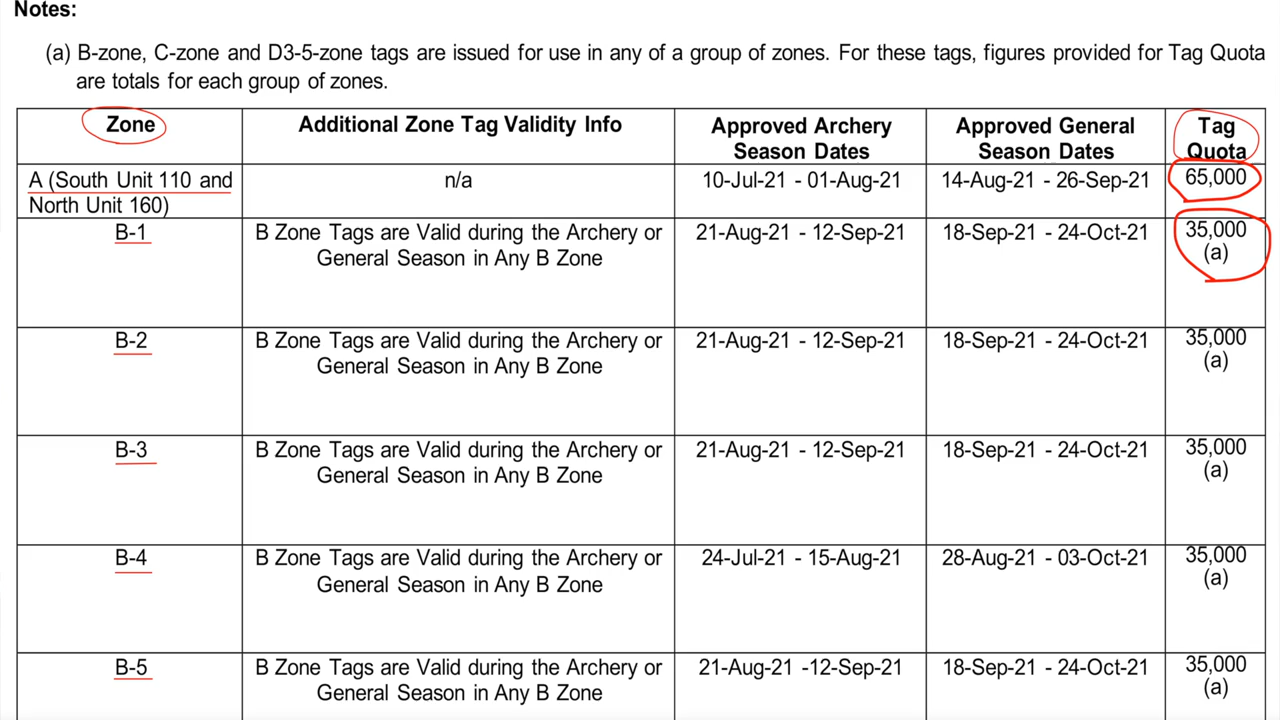 Notes:
(a) B-zone, C-zone and D3-5-zone tags are issued for use in any of a group of zones. For these tags, figures provided for Tag Quota
are totals for each group of zones.
Zone
Additional Zone Tag Validity Info
Approved Archery
Season Dates
Approved General
Season Dates
Tag
Quota
A (South Unit 110 and
North Unit 160)
n/a
10-Jul-21 - 01-Aug-21
14-Aug-21 - 26-Sep-21
65,000
B-1
B Zone Tags are Valid during the Archery or
General Season in Any B Zone
21-Aug-21 - 12-Sep-21
18-Sep-21 - 24-Oct-21
35,000
(a)
B-2
B Zone Tags are Valid during the Archery or
General Season in Any B Zone
21-Aug-21 - 12-Sep-21
18-Sep-21 - 24-Oct-21
35,000
(a)
B-3
B Zone Tags are Valid during the Archery or
General Season in Any B Zone
21-Aug-21 - 12-Sep-21
18-Sep-21 - 24-Oct-21
35,000
(a)
B-4
B Zone Tags are Valid during the Archery or
General Season in Any B Zone
24-Jul-21 - 15-Aug-21
28-Aug-21 - 03-Oct-21
35,000
(a)
B-5
B Zone Tags are Valid during the Archery or
General Season in Any B Zone
21-Aug-21 -12-Sep-21
18-Sep-21 - 24-Oct-21
35,000
(a)